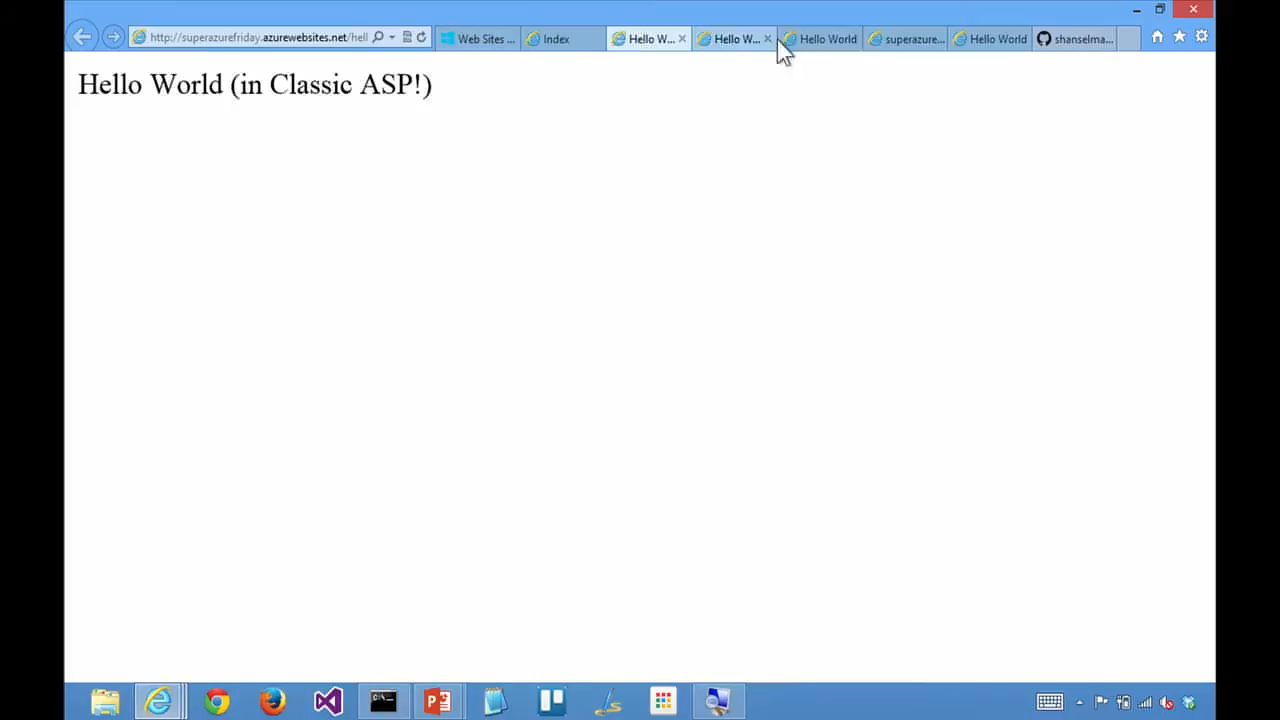 http://superazurefriday.azurewebsites.net/hell
Web Sites ...
Index
Hello W...
Hello W...
Hello World
superazure...
Hello World
shanselma...
Hello World (in Classic ASP!)